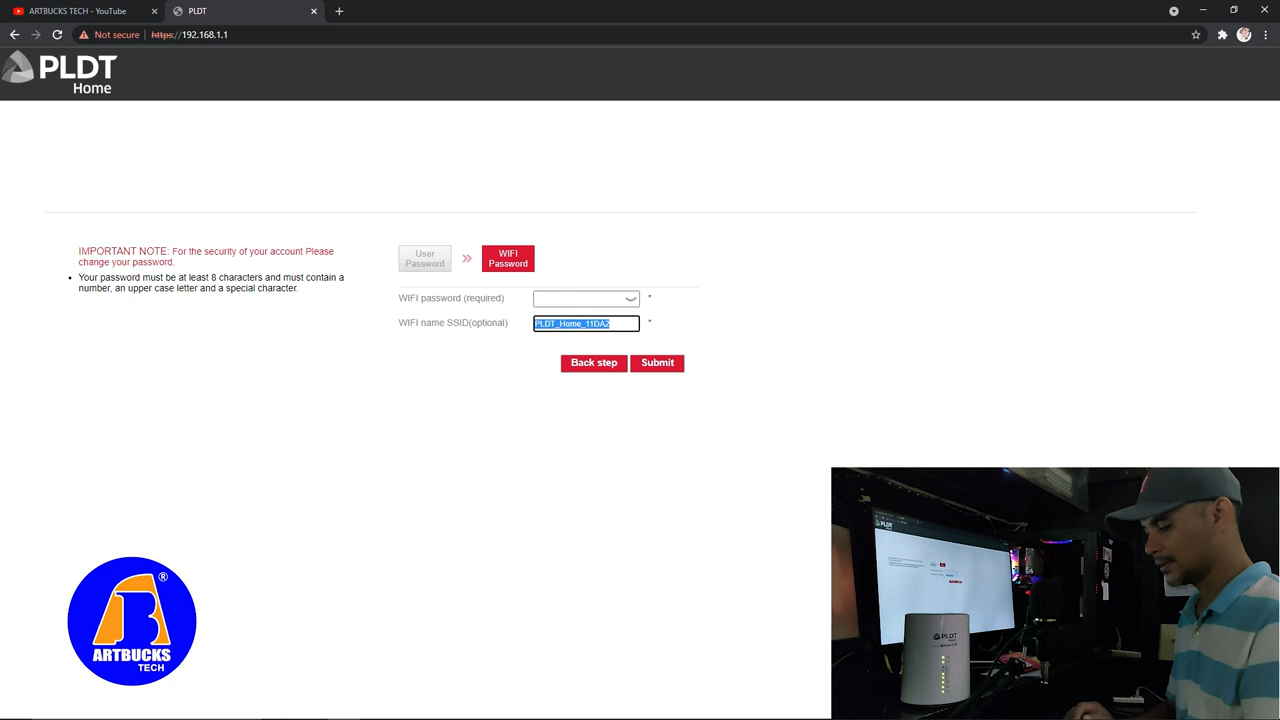 ARTBUCKS TECH - YouTube
PLDT
Not secure
https://192.168.1.1
PLDT
Home
IMPORTANT NOTE: For the security of your account Please
change your password.
• Your password must be at least 8 characters and must contain a
number, an upper case letter and a special character.
User
Password
»
WIFI
Password
WIFI password (required)
*
WIFI name SSID(optional)
PLDT_Home_11DA2
*
Back step
Submit
®
ARTBUCKS
TECH
PLDT
PLDT